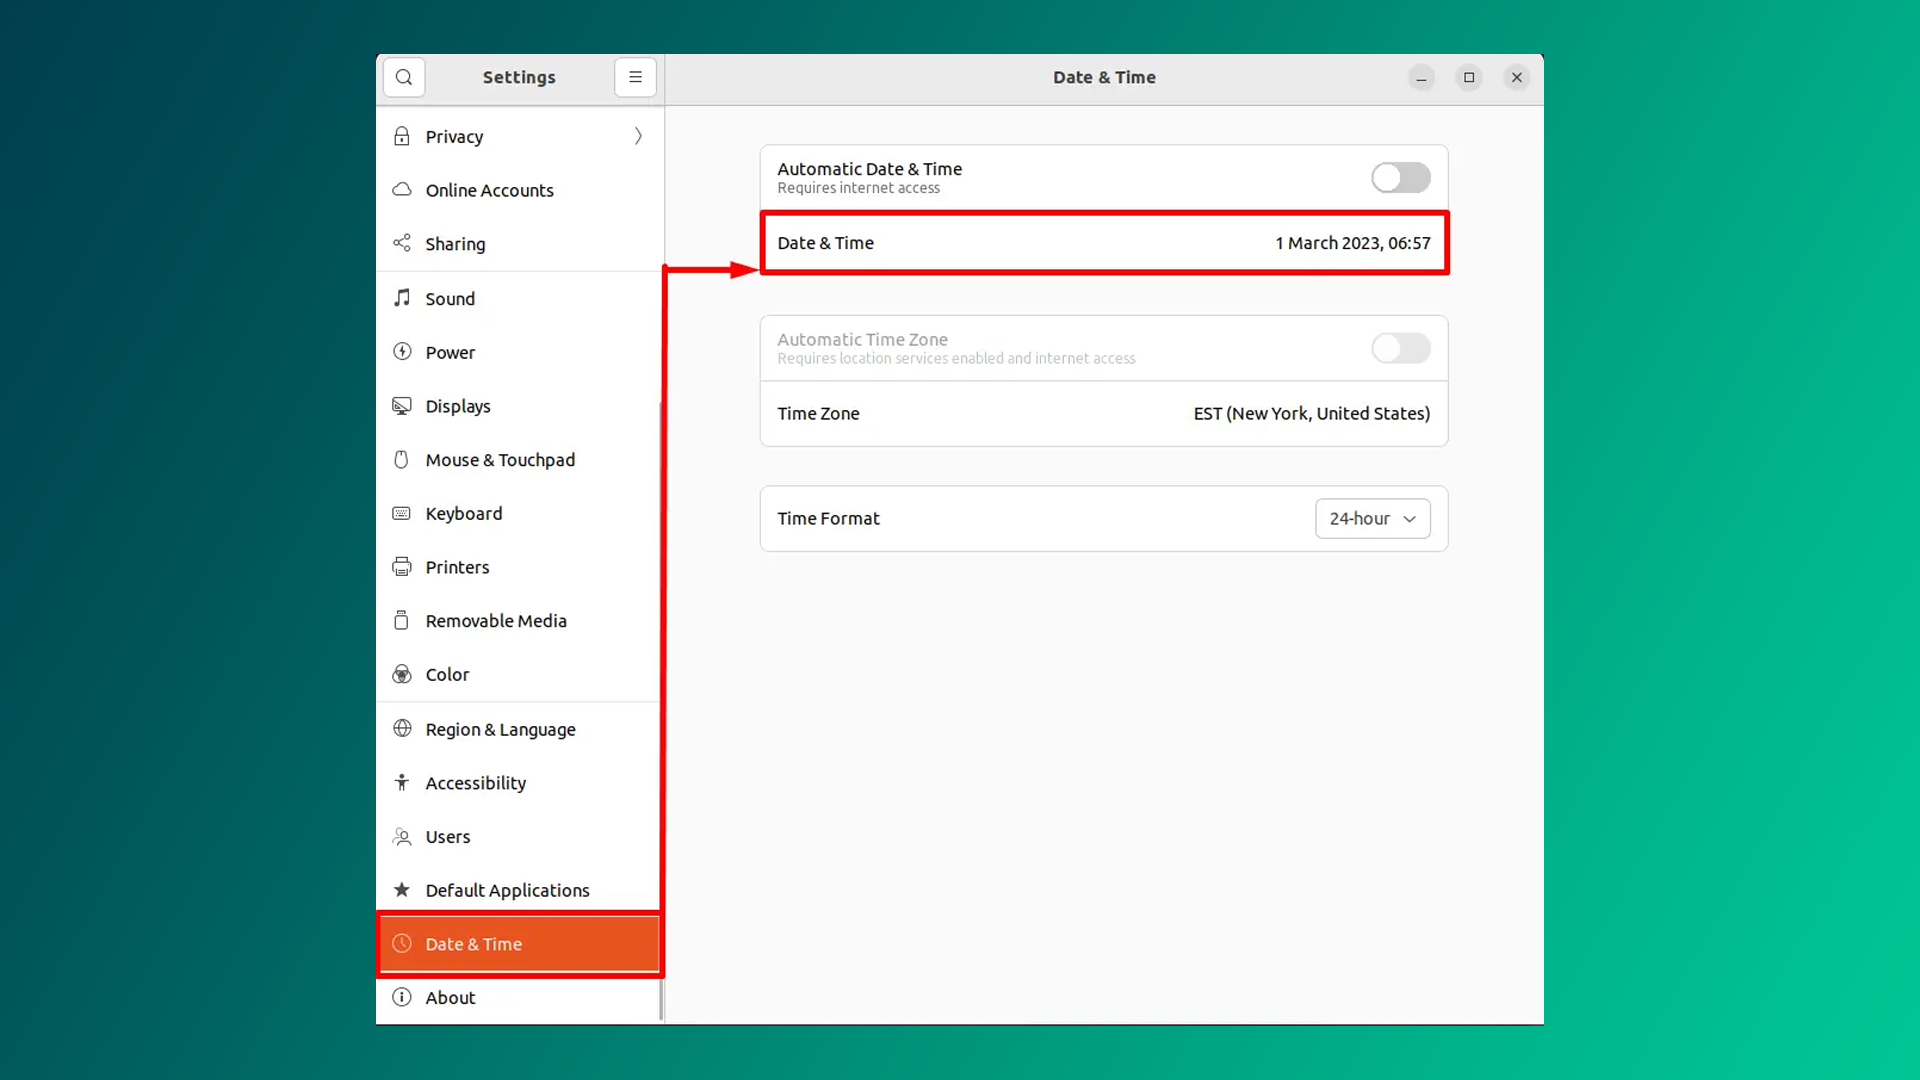 Settings
Date & Time
Privacy
Online Accounts
Sharing
Sound
Power
Displays
Mouse & Touchpad
Keyboard
Printers
Removable Media
Color
Region & Language
Accessibility
Users
Default Applications
Date & Time
About
Automatic Date & Time
Requires internet access
Date & Time 1 March 2023, 06:57
Automatic Time Zone
Requires location services enabled and internet access
Time Zone EST (New York, United States)
Time Format 24-hour